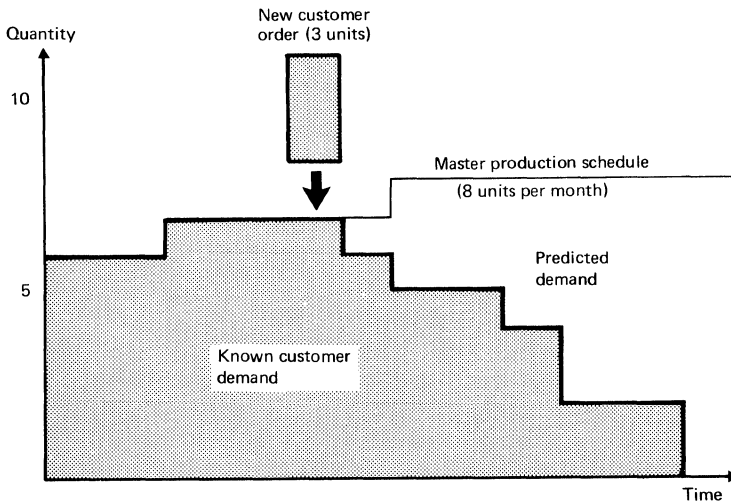 New customer
order (3 units)
Quantity
10
Master production schedule
(8 units per month)
Predicted
demand
5
Known customer
demand
Time